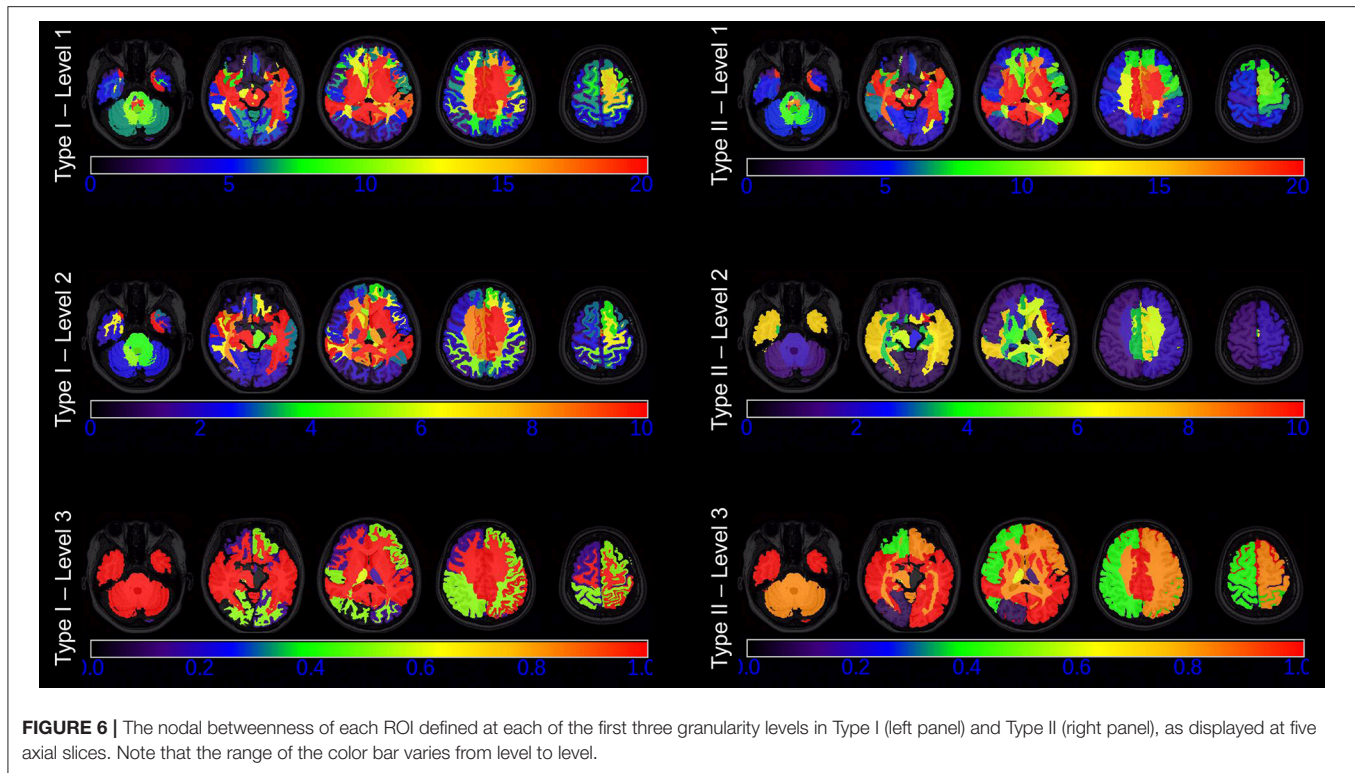 Type I – Level 1
0 5 10 15 20
Type II – Level 1
0 5 10 15 20
Type I – Level 2
0 2 4 6 8 10
Type II – Level 2
0 2 4 6 8 10
Type I – Level 3
).0 0.2 0.4 0.6 0.8 1.0
Type II – Level 3
0.2 0.4 0.6 0.8 1.0
FIGURE 6 | The nodal betweenness of each ROI defined at each of the first three granularity levels in Type I (left panel) and Type II (right panel), as displayed at five
axial slices. Note that the range of the color bar varies from level to level.